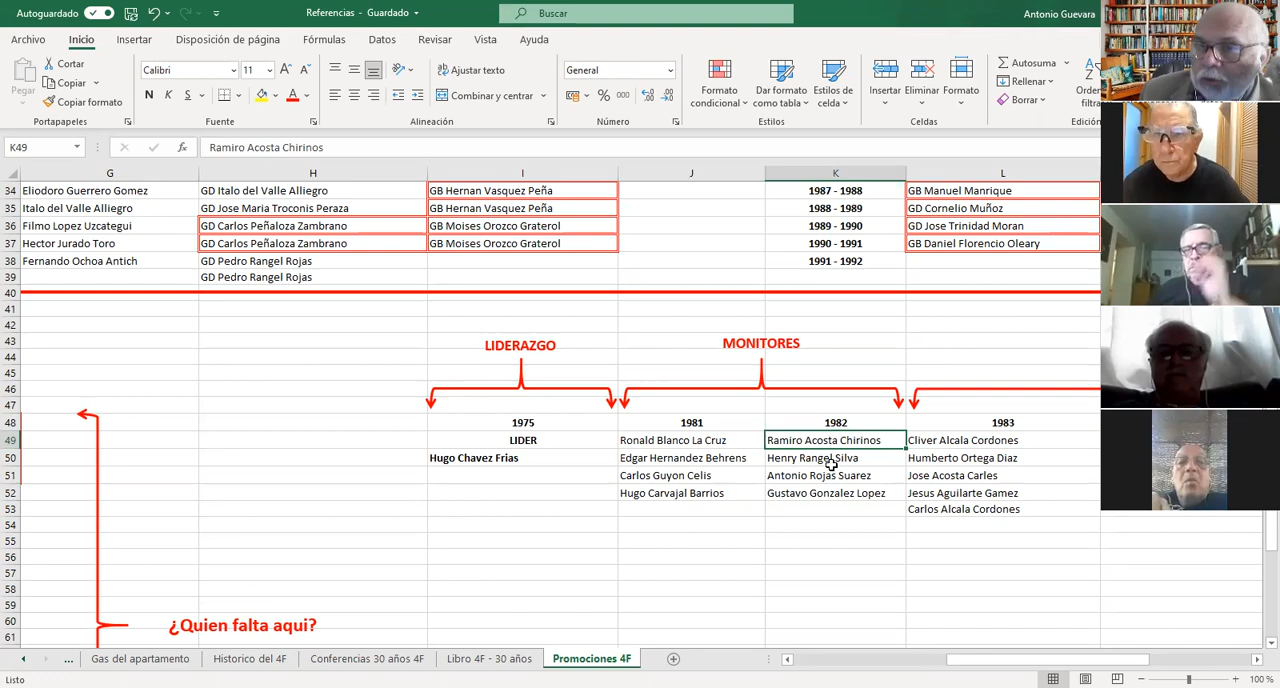 Autoguardado Referencias - Guardado Buscar Antonio Guevara
Archivo Inicio Insertar Disposición de página Fórmulas Datos Revisar Ayuda
Pegar
Cortar
Copiar
Copiar formato
Portapapeles
Calibri 11
N K S
Fuente
Ajustar texto
Combinar y centrar
Alineación
General
% 000
Número
Formato condicional
Dar formato como tabla
Estilos de celda
Estilos
Insertar Eliminar Formato
Celdas
Autosuma
Rellenar
Borrar
K49 fx Ramiro Acosta Chirinos
G H I J K L
34 Eliodoro Guerrero Gomez GD Italo del Valle Alliegro GB Hernan Vasquez Peña 1987 - 1988 GB Manuel Manrique
35 Italo del Valle Alliegro GD Jose Maria Troconis Peraza GB Hernan Vasquez Peña 1988 - 1989 GD Cornelio Muñoz
36 Filmo Lopez Uzcategui GD Carlos Peñaloza Zambrano GB Moises Orozco Graterol 1989 - 1990 GD Jose Trinidad Moran
37 Hector Jurado Toro GD Carlos Peñaloza Zambrano GB Moises Orozco Graterol 1990 - 1991 GB Daniel Florencio Oleary
38 Fernando Ochoa Antich GD Pedro Rangel Rojas 1991 - 1992
39 GD Pedro Rangel Rojas
40
41
42
43
44 LIDERAZGO MONITORES
45
46
47
48 1975 1981 1982 1983
49 LIDER Ronald Blanco La Cruz Ramiro Acosta Chirinos Cliver Alcala Cordones
50 Hugo Chavez Frias Edgar Hernandez Behrens Henry Rangel Silva Humberto Ortega Diaz
51 Carlos Guyon Celis Antonio Rojas Suarez Jose Acosta Carles
52 Hugo Carvajal Barrios Gustavo Gonzalez Lopez Jesus Aguilarte Gamez
53 Carlos Alcala Cordones
54
55
56
57
58
59
60
61
¿Quien falta aqui?
... Gas del apartamento Historico del 4F Conferencias 30 años 4F Libro 4F - 30 años Promociones 4F
Listo 100 %